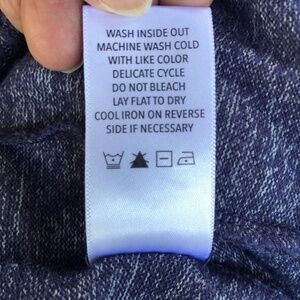 WASH INSIDE OUT
MACHINE WASH COLD
WITH LIKE COLOR
DELICATE CYCLE
DO NOT BLEACH
LAY FLAT TO DRY
COOL IRON ON REVERSE
SIDE IF NECESSARY